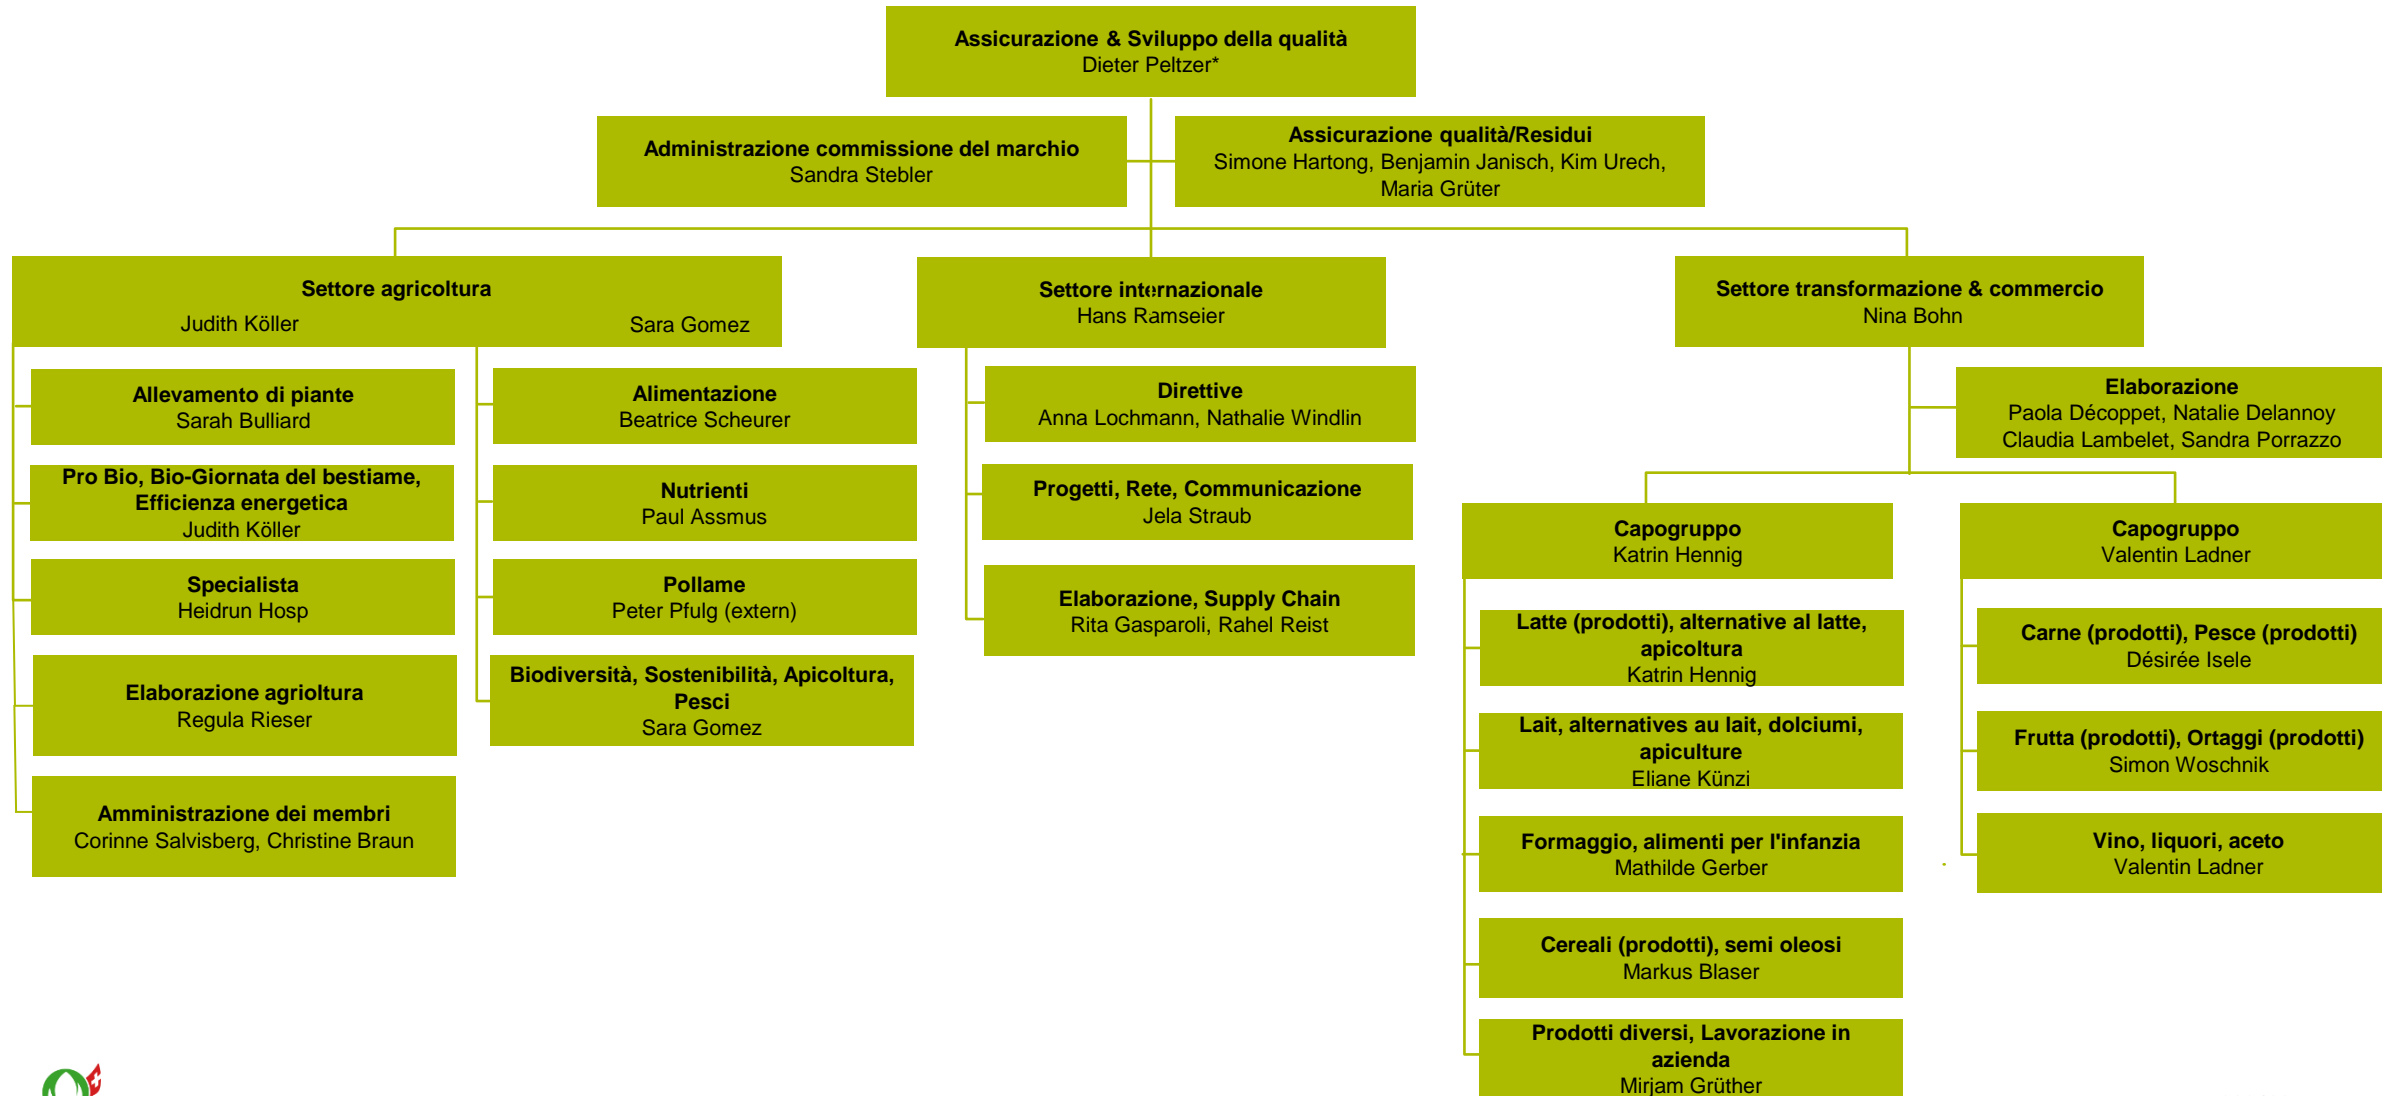 Assicurazione & Sviluppo della qualità
Dieter Peltzer*
Administrazione commissione del marchio
Sandra Stebler
Assicurazione qualità/Residui
Simone Hartong, Benjamin Janisch, Kim Urech,
Maria Grüter
Settore agricoltura
Judith Köller
Sara Gomez
Allevamento di piante
Sarah Bulliard
Pro Bio, Bio-Giornata del bestiame,
Efficienza energetica
Judith Köller
Specialista
Heidrun Hosp
Elaborazione agrioltura
Regula Rieser
Amministrazione dei membri
Corinne Salvisberg, Christine Braun
Alimentazione
Beatrice Scheurer
Nutrienti
Paul Assmus
Pollame
Peter Pfulg (extern)
Biodiversità, Sostenibilità, Apicoltura,
Pesci
Sara Gomez
Settore internazionale
Hans Ramseier
Direttive
Anna Lochmann, Nathalie Windlin
Progetti, Rete, Communicazione
Jela Straub
Elaborazione, Supply Chain
Rita Gasparoli, Rahel Reist
Settore transformazione & commercio
Nina Bohn
Elaborazione
Paola Décoppet, Natalie Delannoy
Claudia Lambelet, Sandra Porrazzo
Capogruppo
Katrin Hennig
Latte (prodotti), alternative al latte,
apicoltura
Katrin Hennig
Lait, alternatives au lait, dolciumi,
apiculture
Eliane Künzi
Formaggio, alimenti per l'infanzia
Mathilde Gerber
Cereali (prodotti), semi oleosi
Markus Blaser
Prodotti diversi, Lavorazione in
azienda
Mirjam Grüther
Capogruppo
Valentin Ladner
Carne (prodotti), Pesce (prodotti)
Désirée Isele
Frutta (prodotti), Ortaggi (prodotti)
Simon Woschnik
Vino, liquori, aceto
Valentin Ladner